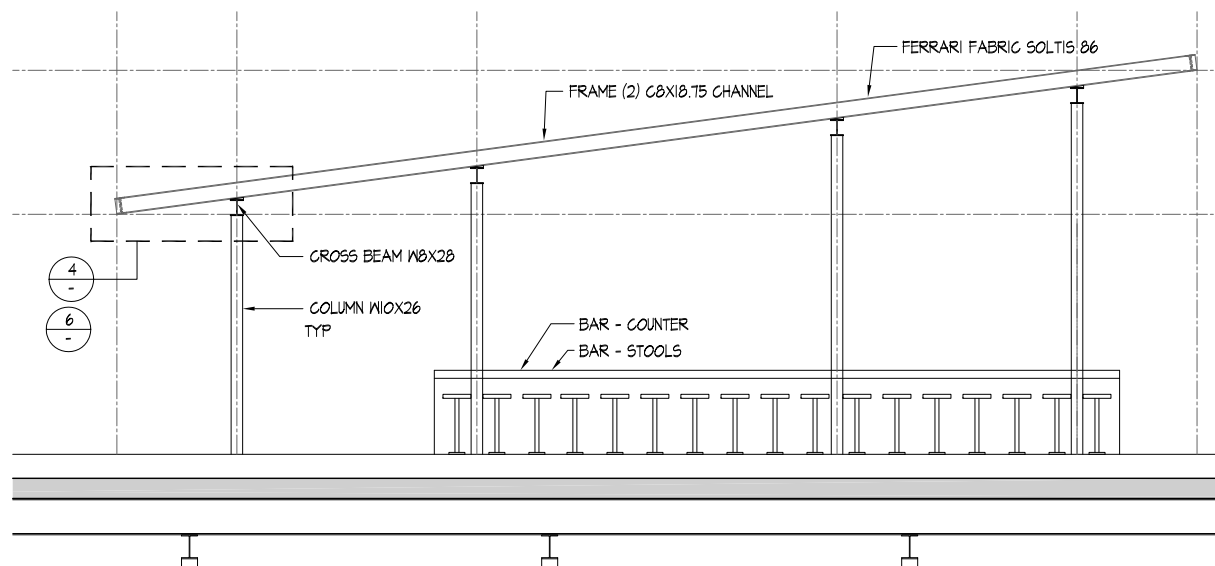 FERRARI FABRIC SOLTIS 86
FRAME (2) C8X18.75 CHANNEL
CROSS BEAM W8X28
4
-
COLUMN W10X26
TYP
6
-
BAR - COUNTER
BAR - STOOLS